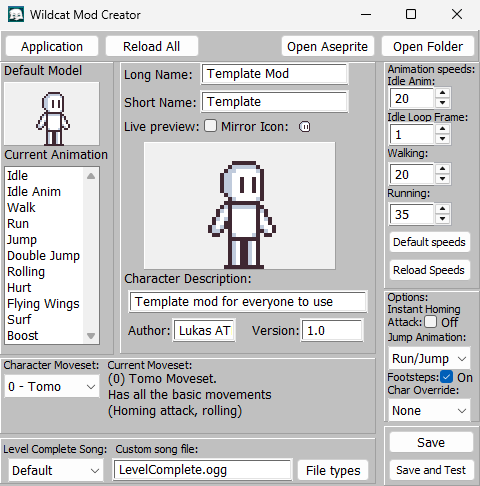 Wildcat Mod Creator
Application
Reload All
Open Aseprite
Open Folder
Default Model
Current Animation
Idle
Idle Anim
Walk
Run
Jump
Double Jump
Rolling
Hurt
Flying Wings
Surf
Boost
Long Name: Template Mod
Short Name: Template
Live preview: Mirror Icon:
Character Description:
Template mod for everyone to use
Author: Lukas AT Version: 1.0
Animation speeds:
Idle Anim:
20
Idle Loop Frame:
1
Walking:
20
Running:
35
Default speeds
Reload Speeds
Options:
Instant Homing
Attack: Off
Jump Animation:
Run/Jump
Footsteps: On
Char Override:
None
Character Moveset:
0 - Tomo
Current Moveset:
(0) Tomo Moveset.
Has all the basic movements
(Homing attack, rolling)
Level Complete Song:
Default
Custom song file:
LevelComplete.ogg
File types
Save
Save and Test